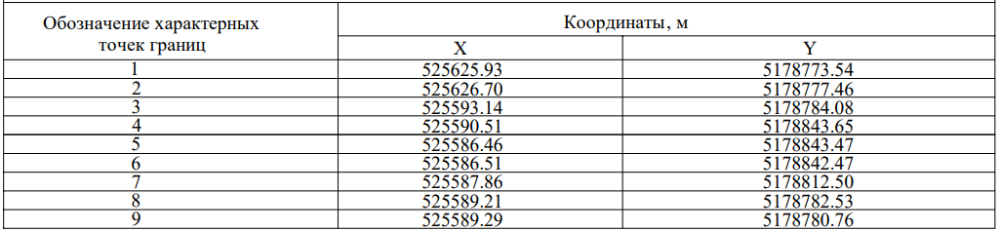 Обозначение характерных точек границ
Координаты, м
X Y
1 525625.93 5178773.54
2 525626.70 5178777.46
3 525593.14 5178784.08
4 525590.51 5178843.65
5 525586.46 5178843.47
6 525586.51 5178842.47
7 525587.86 5178812.50
8 525589.21 5178782.53
9 525589.29 5178780.76